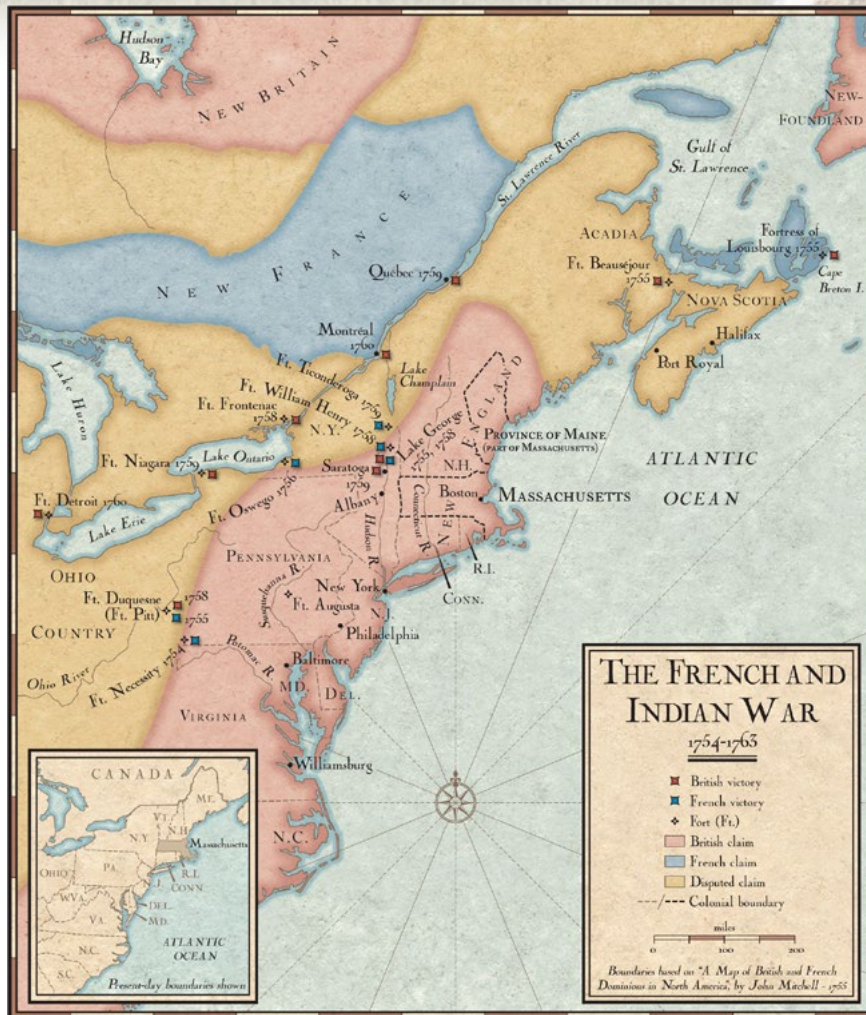 Hudson
Bay
NEW BRITAIN
NEW-
FOUNDLAND
Gulf of
St. Lawrence
St. Lawrence River
NEW FRANCE
ACADIA
Fortress of
Louisbourg 1755
Cape
Breton I.
Québec 1759
Ft. Beauséjour
1755
NOVA SCOTIA
Halifax
Port Royal
Montréal
1760
Lake
Champlain
Ft. Ticonderoga 1759
Ft. William Henry 1758
Lake George
1755, 1758
Ft. Frontenac
1758
N.Y.
Lake Huron
NEW ENGLAND
PROVINCE OF MAINE
(PART OF MASSACHUSETTS)
N.H.
ATLANTIC
OCEAN
Ft. Niagara 1759
Lake Ontario
Ft. Oswego 1756
Saratoga
1759
Albany
Boston
MASSACHUSETTS
Ft. Detroit 1760
Lake Erie
Hudson R.
Connecticut R.
R.I.
CONN.
PENNSYLVANIA
OHIO
COUNTRY
Ft. Duquesne
(Ft. Pitt)
1758
1755
Susquehanna R.
Ft. Augusta
New York
N.J.
Philadelphia
Ft. Necessity 1754
Ohio River
Potomac R.
Baltimore
MD.
DEL.
VIRGINIA
Williamsburg
N.C.
THE FRENCH AND
INDIAN WAR
1754-1763
British victory
French victory
Fort (Ft.)
British claim
French claim
Disputed claim
Colonial boundary
miles
0 100 200
Boundaries based on "A Map of British and French
Dominions in North America", by John Mitchell - 1755
CANADA
ME.
VT.
N.H.
N.Y.
Massachusetts
R.I.
CONN
PA.
N.J.
OHIO
DEL.
MD.
W.VA.
VA.
N.C.
S.C.
ATLANTIC
OCEAN
Present-day boundaries shown